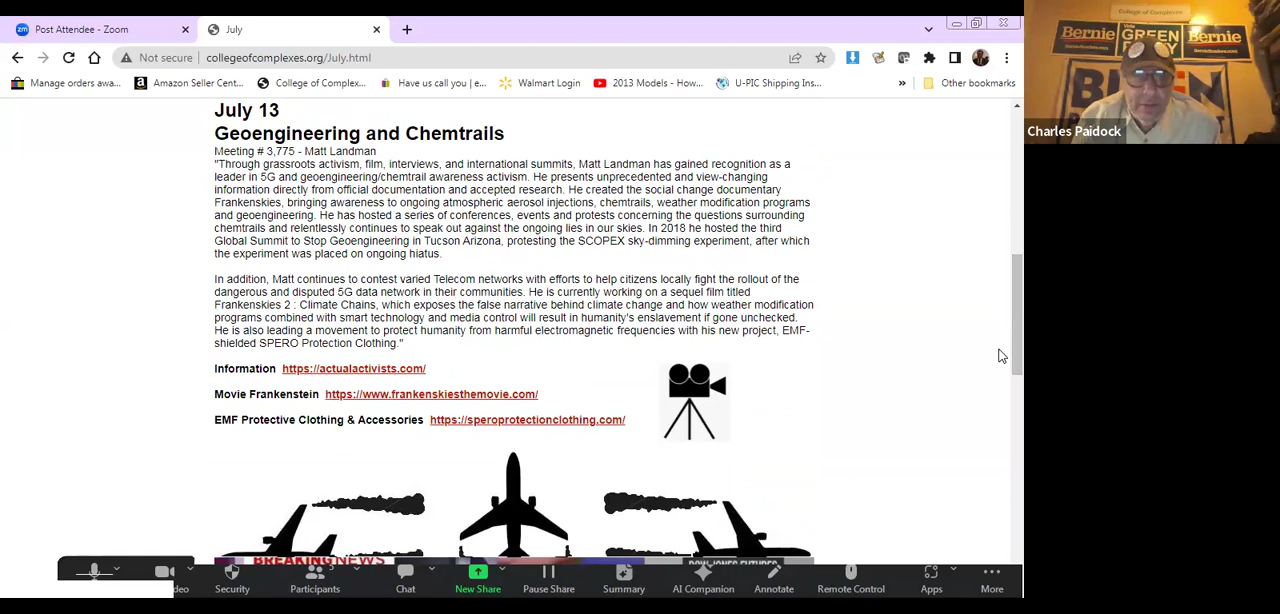 Post Attendee - Zoom
July
Not secure
collegeofcomplexes.org/July.html
Manage orders awa...
Amazon Seller Cent...
College of Complex...
Have us call you | e...
Walmart Login
2013 Models - How...
U-PIC Shipping Ins...
»
Other bookmarks
July 13
Geoengineering and Chemtrails
Meeting # 3,775 - Matt Landman
"Through grassroots activism, film, interviews, and international summits, Matt Landman has gained recognition as a
leader in 5G and geoengineering/chemtrail awareness activism. He presents unprecedented and view-changing
information directly from official documentation and accepted research. He created the social change documentary
Frankenskies, bringing awareness to ongoing atmospheric aerosol injections, chemtrails, weather modification programs
and geoengineering. He has hosted a series of conferences, events and protests concerning the questions surrounding
chemtrails and relentlessly continues to speak out against the ongoing lies in our skies. In 2018 he hosted the third
Global Summit to Stop Geoengineering in Tucson Arizona, protesting the SCOPEX sky-dimming experiment, after which
the experiment was placed on ongoing hiatus.
In addition, Matt continues to contest varied Telecom networks with efforts to help citizens locally fight the rollout of the
dangerous and disputed 5G data network in their communities. He is currently working on a sequel film titled
Frankenskies 2 : Climate Chains, which exposes the false narrative behind climate change and how weather modification
programs combined with smart technology and media control will result in humanity's enslavement if gone unchecked.
He is also leading a movement to protect humanity from harmful electromagnetic frequencies with his new project, EMF-
shielded SPERO Protection Clothing."
Information https://actualactivists.com/
Movie Frankenstein https://www.frankenskiesthemovie.com/
EMF Protective Clothing & Accessories https://speroprotectionclothing.com/
BREAKING NEWS
DOW JONES FUTURES
deo
Security
Participants
Chat
New Share
Pause Share
Summary
AI Companion
Annotate
Remote Control
Apps
More
College of Complexes
Bernie
Vote
GREEN
Bernie
Charles Paidock